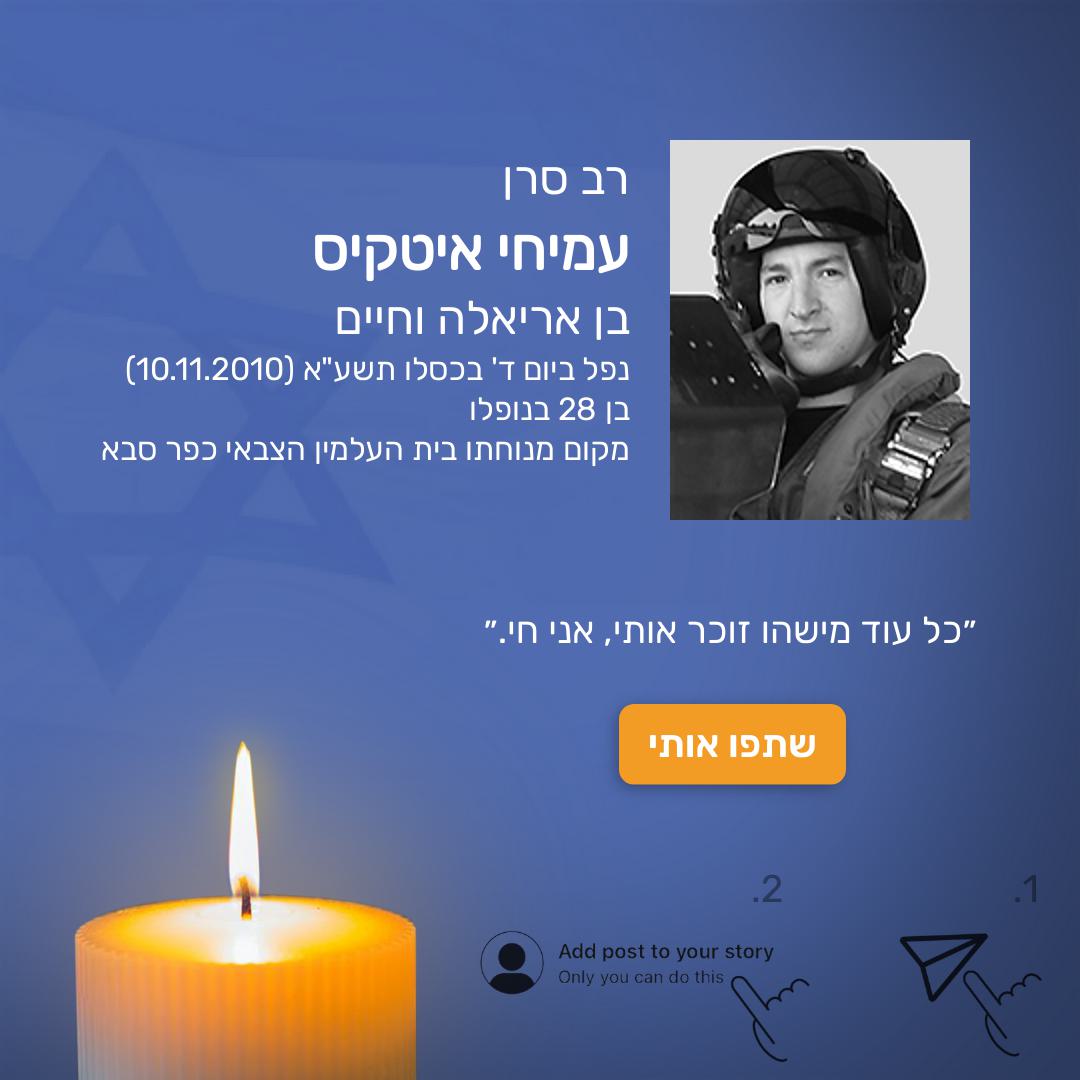 רב סרן
עמיחי איטקיס
בן אריאלה וחיים
נפל ביום ד' בכסלו תשע"א (10.11.2010)
בן 28 בנופלו
מקום מנוחתו בית העלמין הצבאי כפר סבא
״כל עוד מישהו זוכר אותי, אני חי.״
שתפו אותי
1.
2.
Add post to your story
Only you can do this